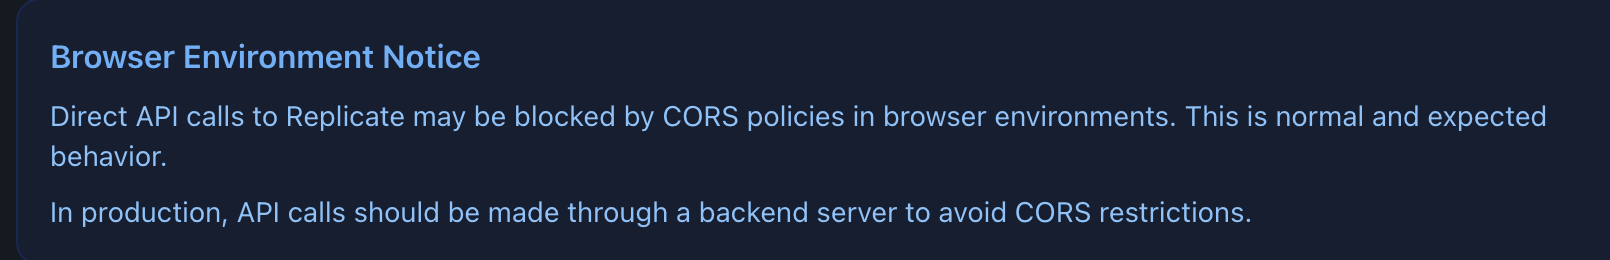 Browser Environment Notice
Direct API calls to Replicate may be blocked by CORS policies in browser environments. This is normal and expected
behavior.
In production, API calls should be made through a backend server to avoid CORS restrictions.